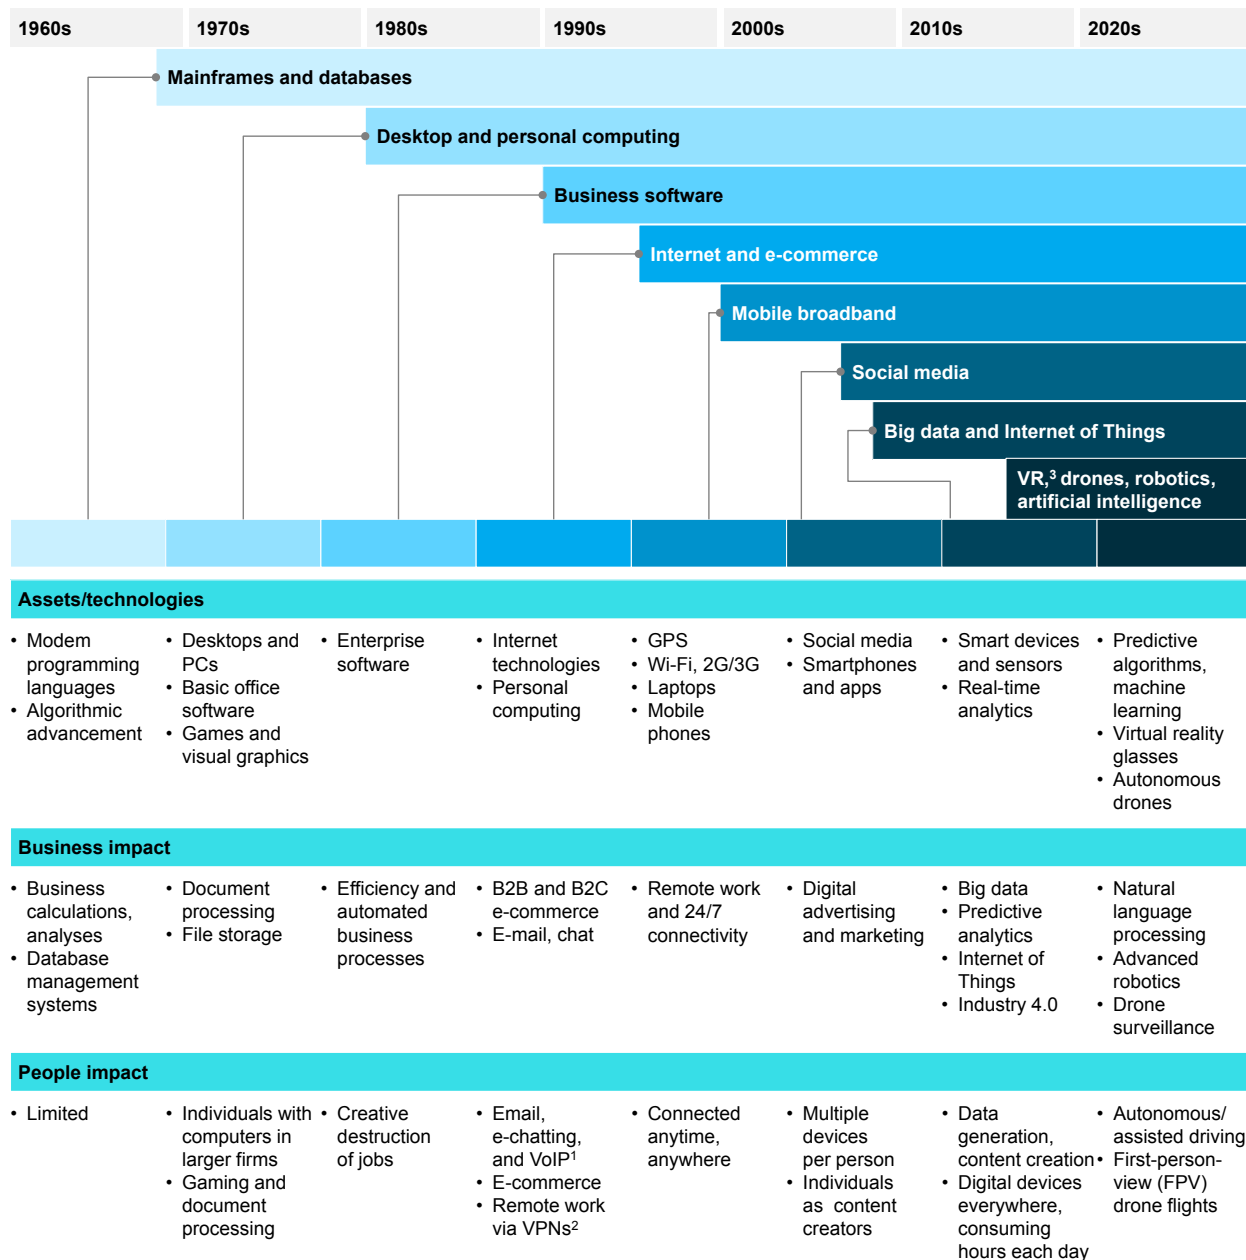 1960s
1970s
1980s
1990s
2000s
2010s
2020s
Mainframes and databases
Desktop and personal computing
Business software
Internet and e-commerce
Mobile broadband
Social media
Big data and Internet of Things
VR,³ drones, robotics,
artificial intelligence
Assets/technologies
• Modem
programming
languages
• Algorithmic
advancement
• Desktops and
PCs
• Basic office
software
• Games and
visual graphics
• Enterprise
software
• Internet
technologies
• Personal
computing
• GPS
• Wi-Fi, 2G/3G
• Laptops
• Mobile
phones
• Social media
• Smartphones
and apps
• Smart devices
and sensors
• Real-time
analytics
• Predictive
algorithms,
machine
learning
• Virtual reality
glasses
• Autonomous
drones
Business impact
• Business
calculations,
analyses
• Database
management
systems
• Document
processing
• File storage
• Efficiency and
automated
business
processes
• B2B and B2C
e-commerce
• E-mail, chat
• Remote work
and 24/7
connectivity
• Digital
advertising
and marketing
• Big data
• Predictive
analytics
• Internet of
Things
• Industry 4.0
• Natural
language
processing
• Advanced
robotics
• Drone
surveillance
People impact
• Limited
• Individuals with
computers in
larger firms
• Gaming and
document
processing
• Creative
destruction
of jobs
• Email,
e-chatting,
and VoIP¹
• E-commerce
• Remote work
via VPNs²
• Connected
anytime,
anywhere
• Multiple
devices
per person
• Individuals
as content
creators
• Data
generation,
content creation
• Digital devices
everywhere,
consuming
hours each day
• Autonomous/
assisted driving
• First-person-
view (FPV)
drone flights